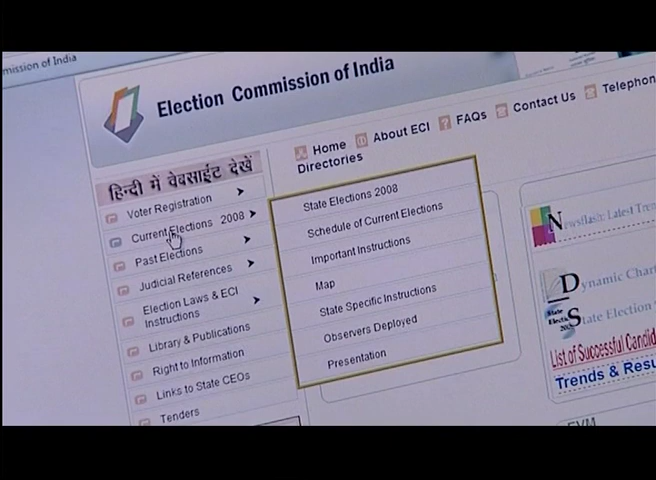 mission of India
Election Commission of India
Home
About ECI
FAQs
Contact Us
Telephon
Directories
हिन्दी में वेबसाईट देखें
Voter Registration
Current Elections 2008
Past Elections
Judicial References
Election Laws & ECI
Instructions
Library & Publications
Right to Information
Links to State CEOs
Tenders
State Elections 2008
Schedule of Current Elections
Important Instructions
Map
State Specific Instructions
Observers Deployed
Presentation
Newsflash: Latest Tren
Dynamic Chart
State Election
List of Successful Candid
Trends & Resu
EVM